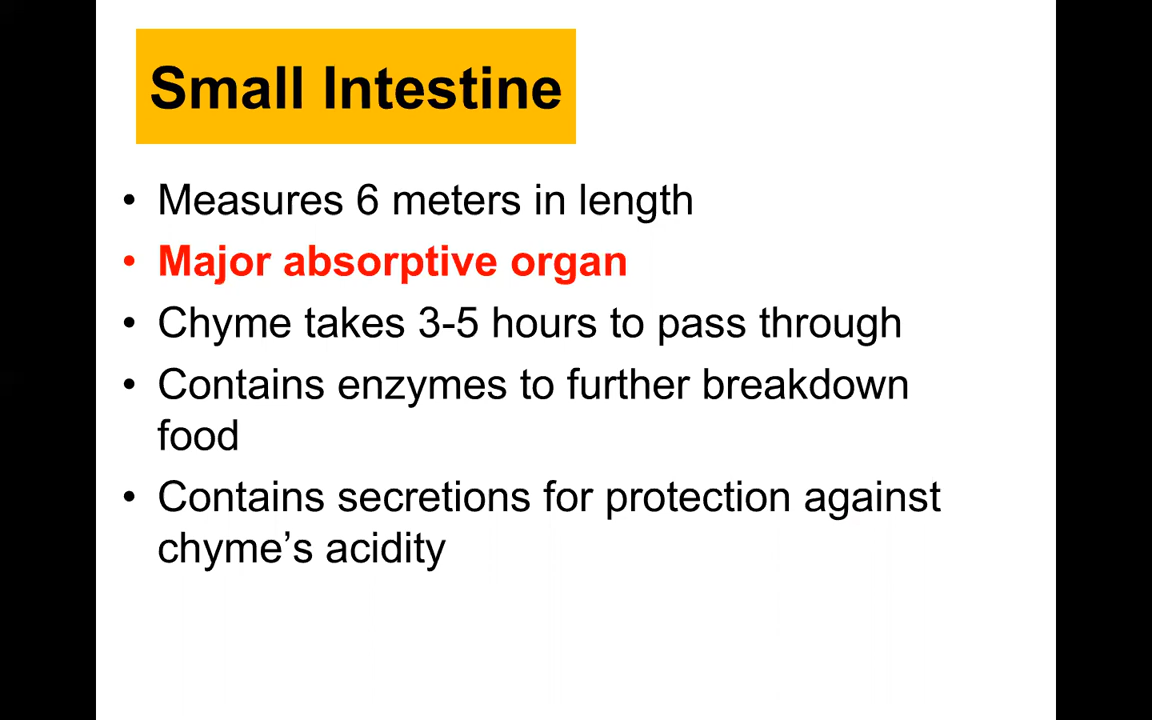 Small Intestine
• Measures 6 meters in length
• Major absorptive organ
• Chyme takes 3-5 hours to pass through
• Contains enzymes to further breakdown
food
• Contains secretions for protection against
chyme’s acidity